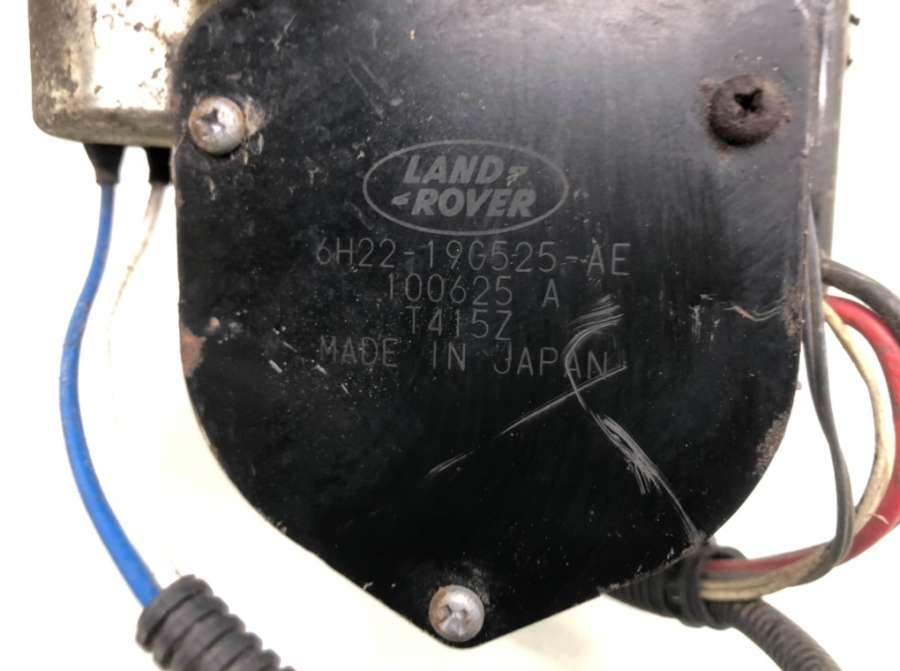 LAND
ROVER
6H22-19G525-AE
100625 A
T415Z
MADE IN JAPAN